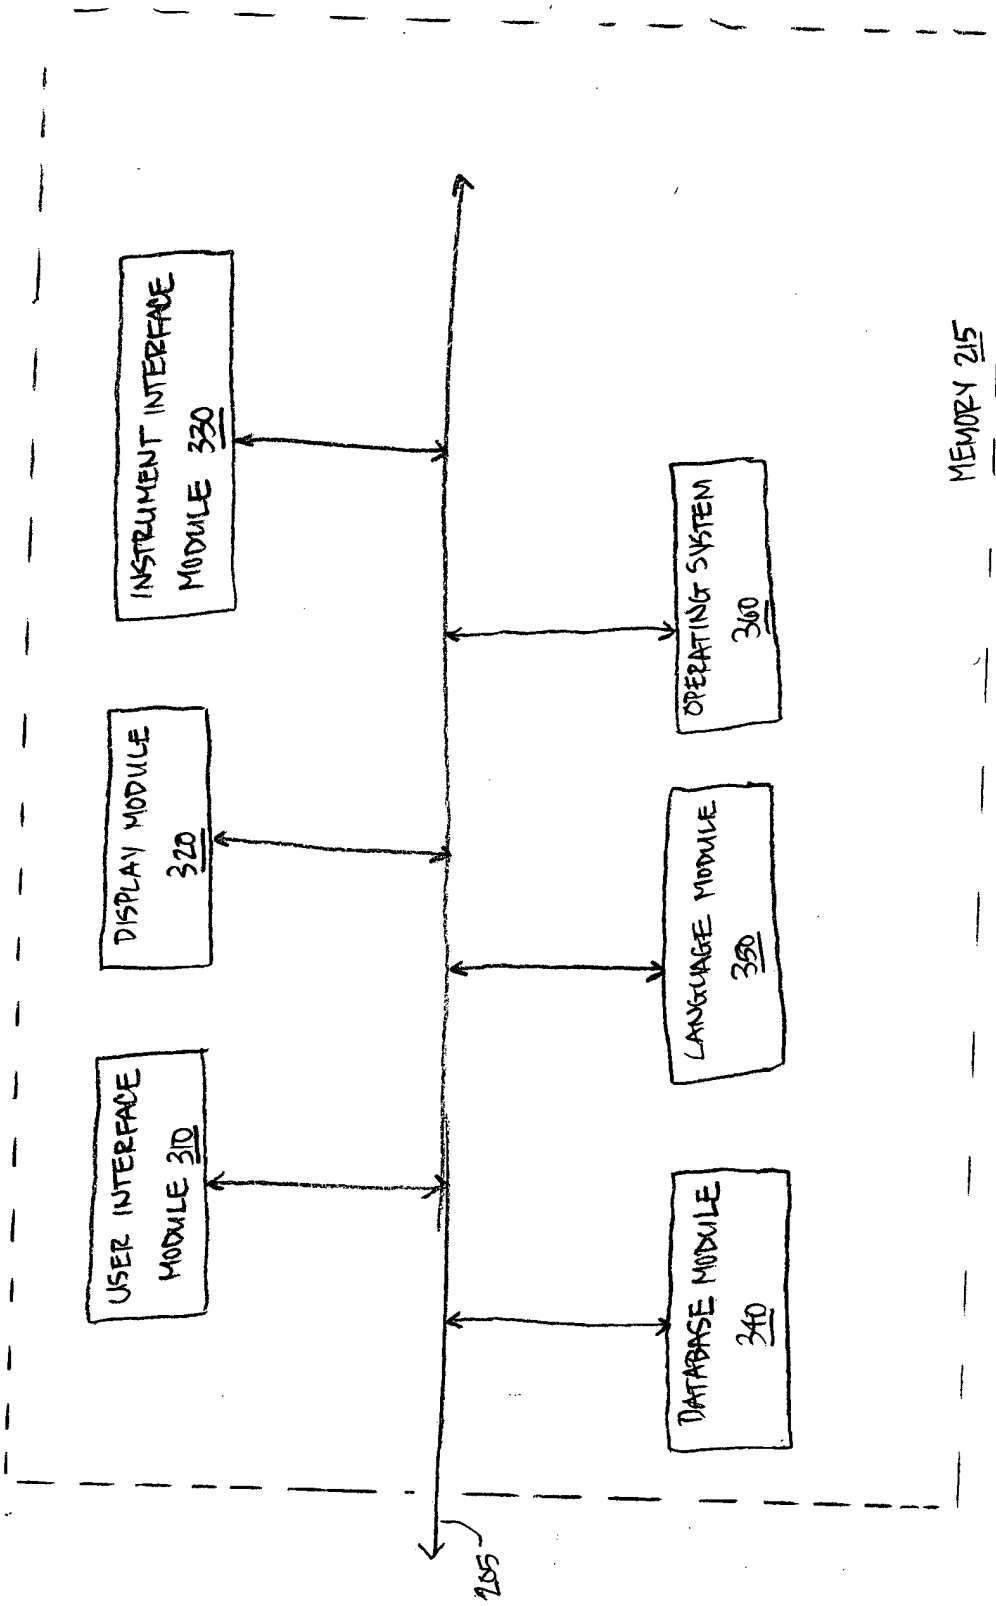 USER INTERFACE
MODULE 310
DISPLAY MODULE
320
INSTRUMENT INTERFACE
MODULE 330
DATABASE MODULE
340
LANGUAGE MODULE
350
OPERATING SYSTEM
360
205
MEMORY 215